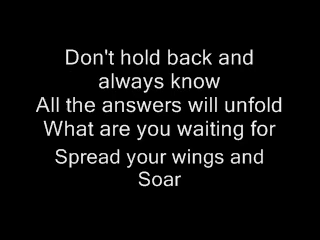 Don't hold back and
always know
All the answers will unfold
What are you waiting for
Spread your wings and
Soar